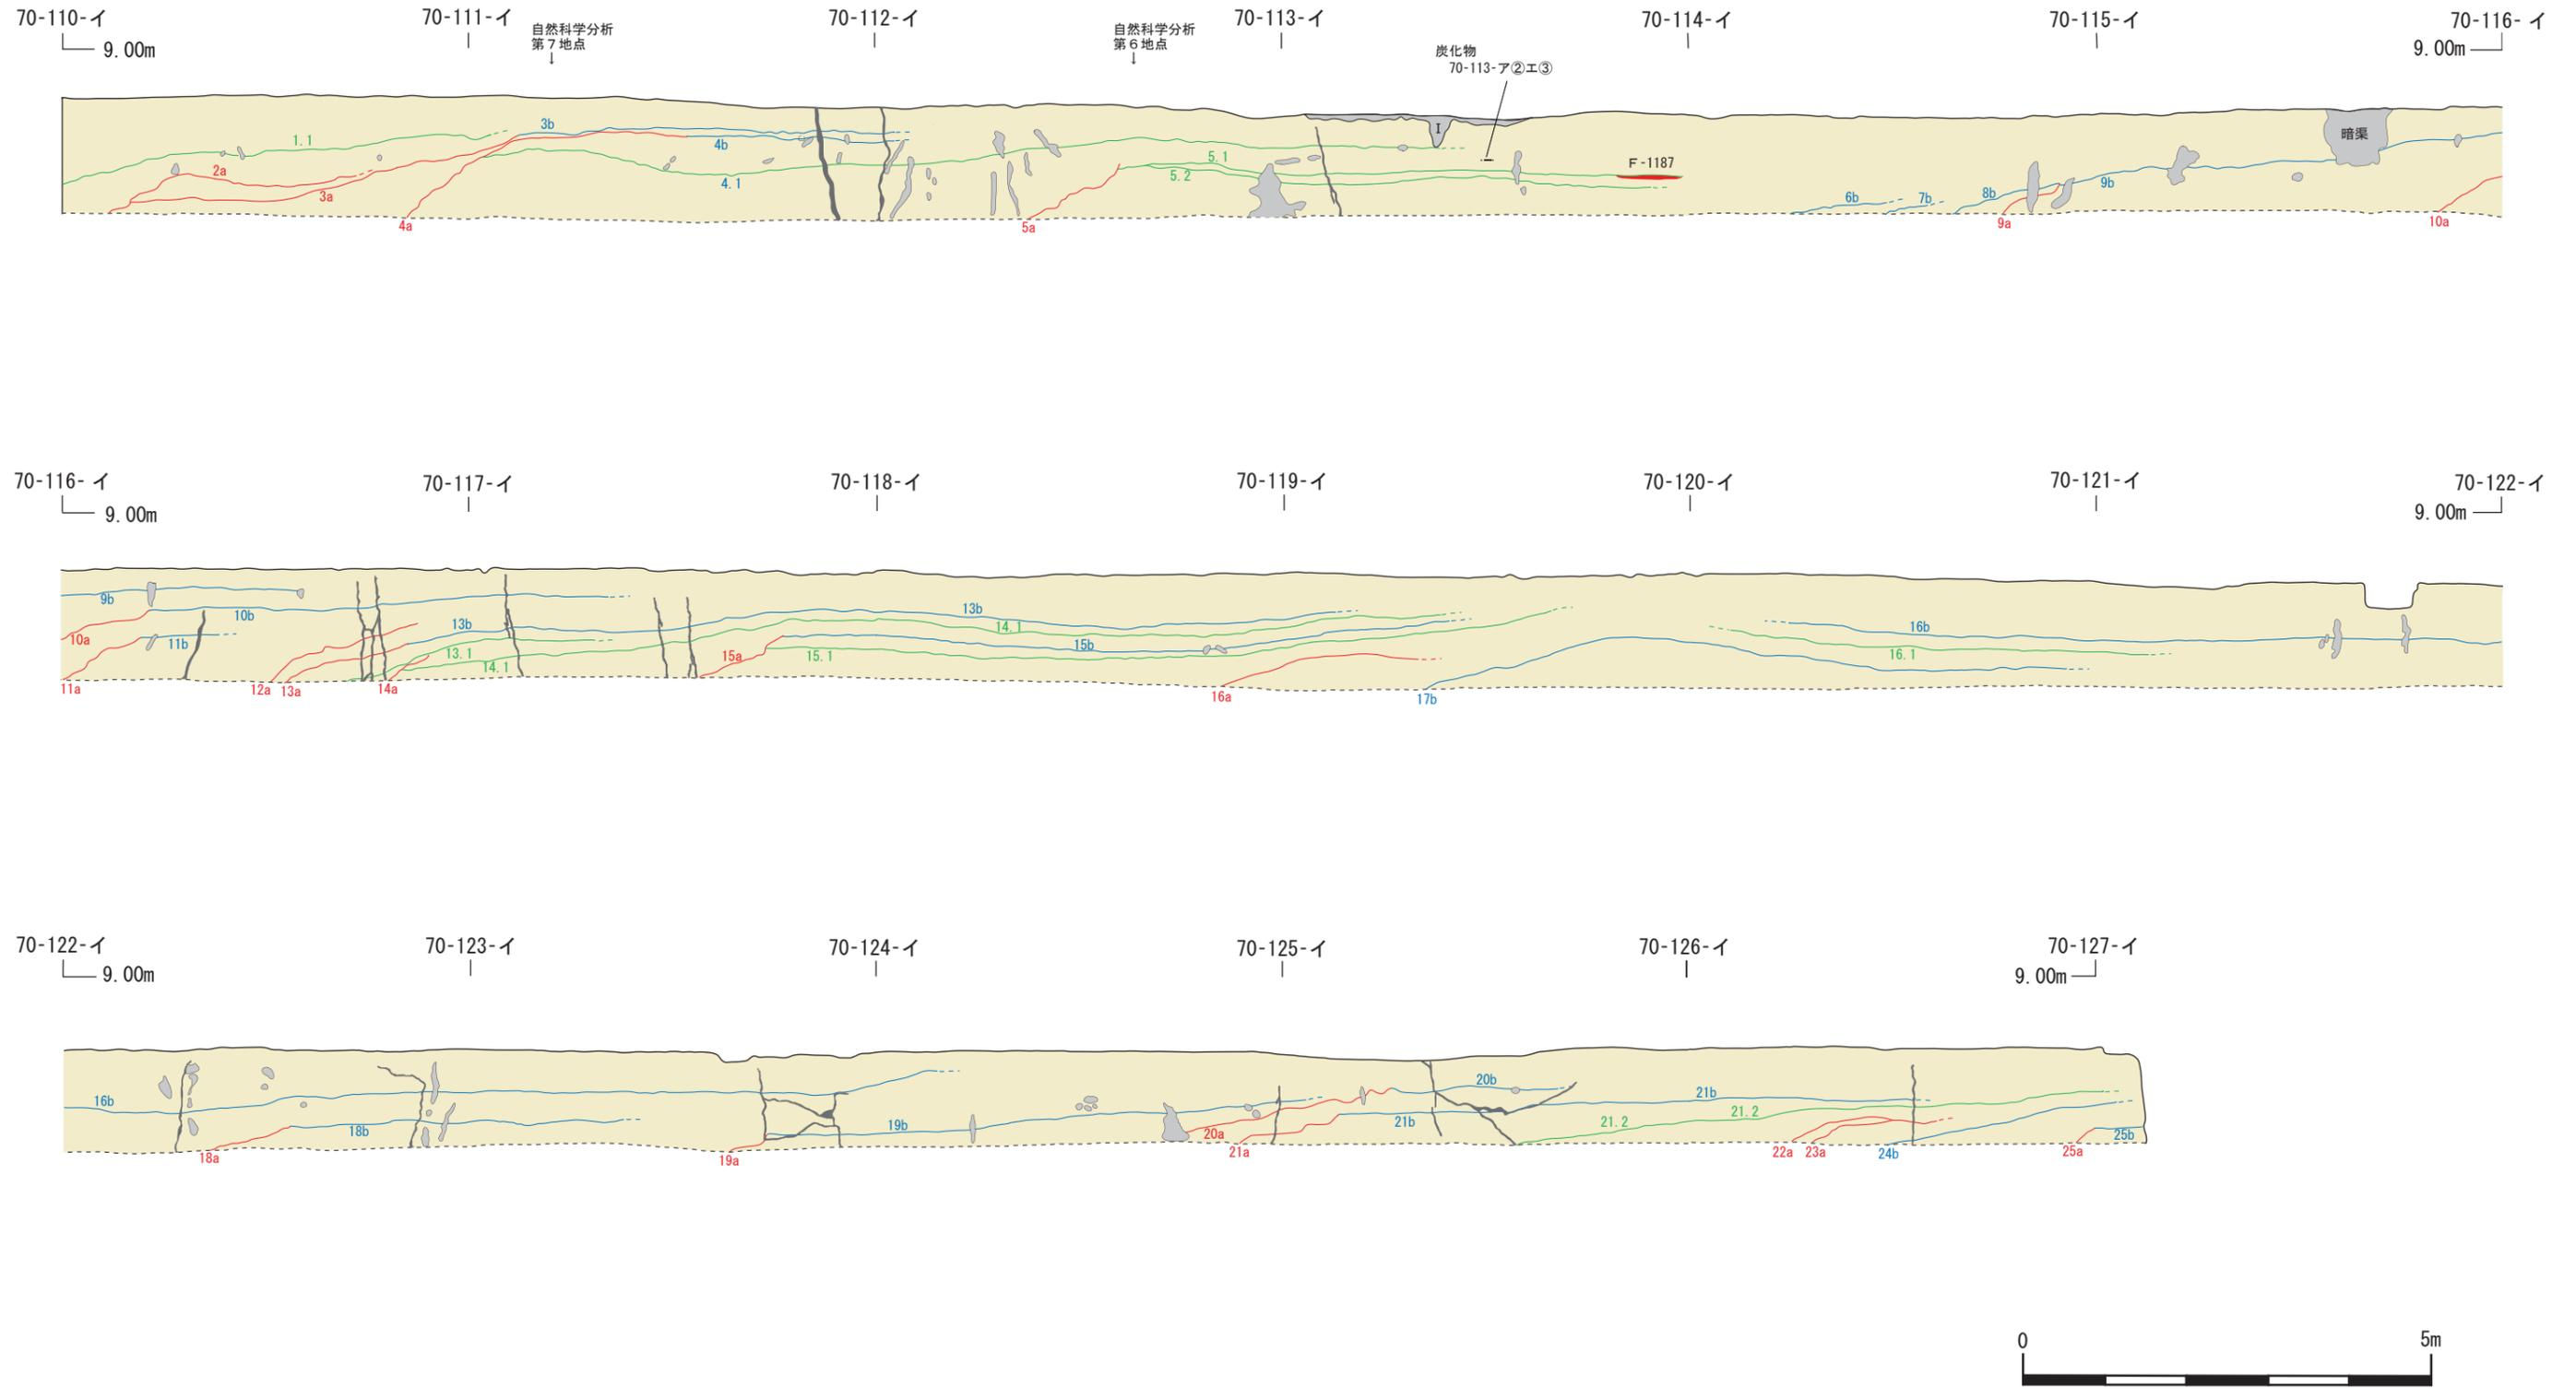 70-110-イ
70-111-イ
70-112-イ
70-113-イ
70-114-イ
70-115-イ
70-116-イ
9.00m
自然科学分析
第7地点
自然科学分析
第6地点
炭化物
70-113-ア②エ③
9.00m
1.1
2a
3a
4a
3b
4b
4.1
5a
5.1
5.2
I
F-1187
6b
7b
8b
9a
9b
暗渠
10a
70-116-イ
70-117-イ
70-118-イ
70-119-イ
70-120-イ
70-121-イ
70-122-イ
9.00m
9.00m
9b
10a
11a
10b
11b
12a
13a
13b
13.1
14a
14.1
15a
15.1
13b
14.1
15b
16a
17b
16b
16.1
70-122-イ
70-123-イ
70-124-イ
70-125-イ
70-126-イ
70-127-イ
9.00m
9.00m
16b
18a
18b
19a
19b
20a
21a
21b
20b
21.2
21b
21.2
22a
23a
24b
25a
25b
0
5m